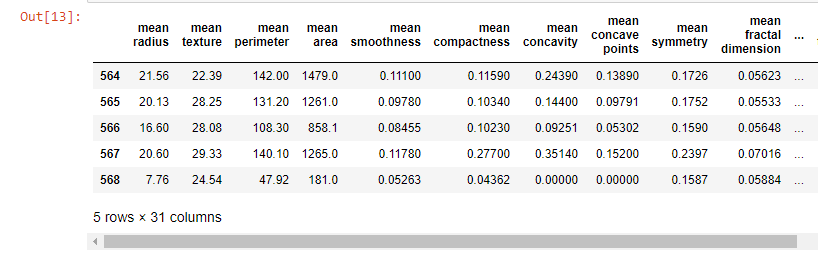 Out[13]:
mean radius mean texture mean perimeter mean area mean smoothness mean compactness mean concavity mean concave points mean symmetry mean fractal dimension ...
564 21.56 22.39 142.00 1479.0 0.11100 0.11590 0.24390 0.13890 0.1726 0.05623 ...
565 20.13 28.25 131.20 1261.0 0.09780 0.10340 0.14400 0.09791 0.1752 0.05533 ...
566 16.60 28.08 108.30 858.1 0.08455 0.10230 0.09251 0.05302 0.1590 0.05648 ...
567 20.60 29.33 140.10 1265.0 0.11780 0.27700 0.35140 0.15200 0.2397 0.07016 ...
568 7.76 24.54 47.92 181.0 0.05263 0.04362 0.00000 0.00000 0.1587 0.05884 ...
5 rows × 31 columns